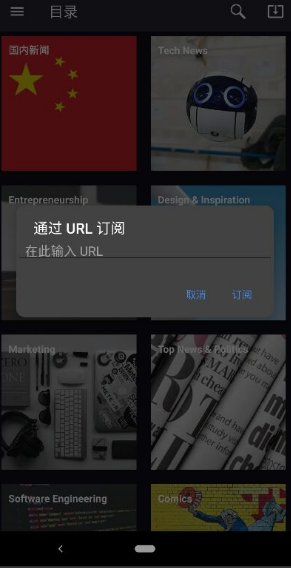 目录
国内新闻
Tech News
Entrepreneurship
Design & Inspiration
通过 URL 订阅
在此输入 URL
取消
订阅
Marketing
Top News & Politics
Software Engineering
Comics